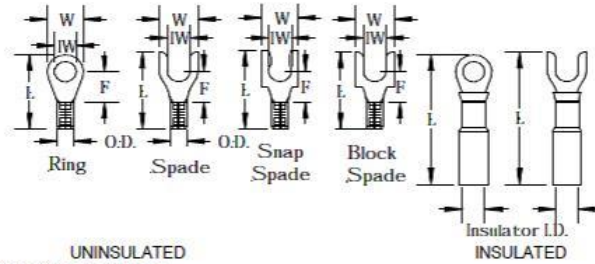 W W W W
IW IW IW IW
L F L F L F L F L L
O.D. O.D.
Ring Spade Snap Spade Block Spade
Insulator I.D.
UNINSULATED INSULATED